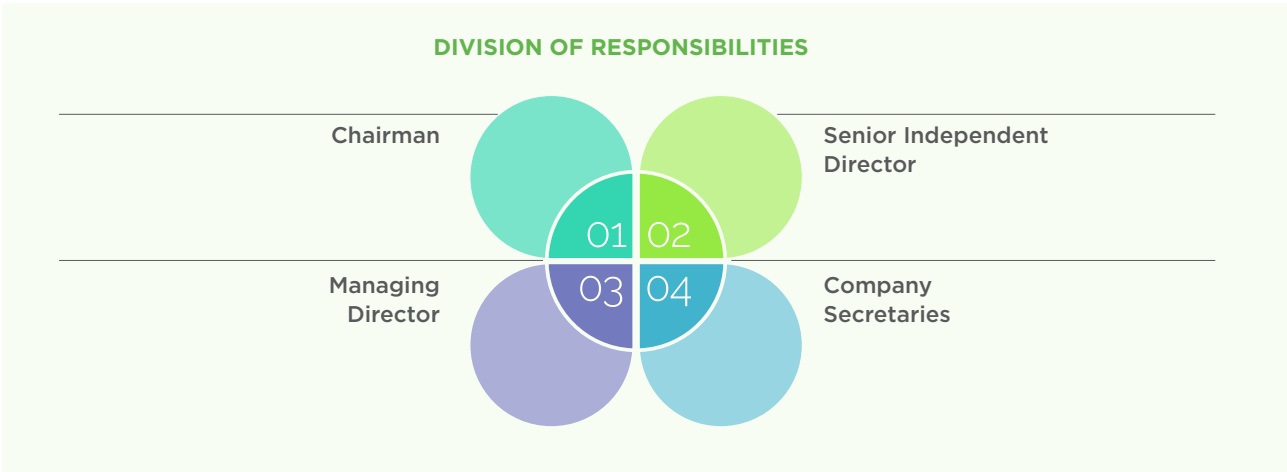 DIVISION OF RESPONSIBILITIES
Chairman
01
02
Senior Independent
Director
Managing
Director
03
04
Company
Secretaries